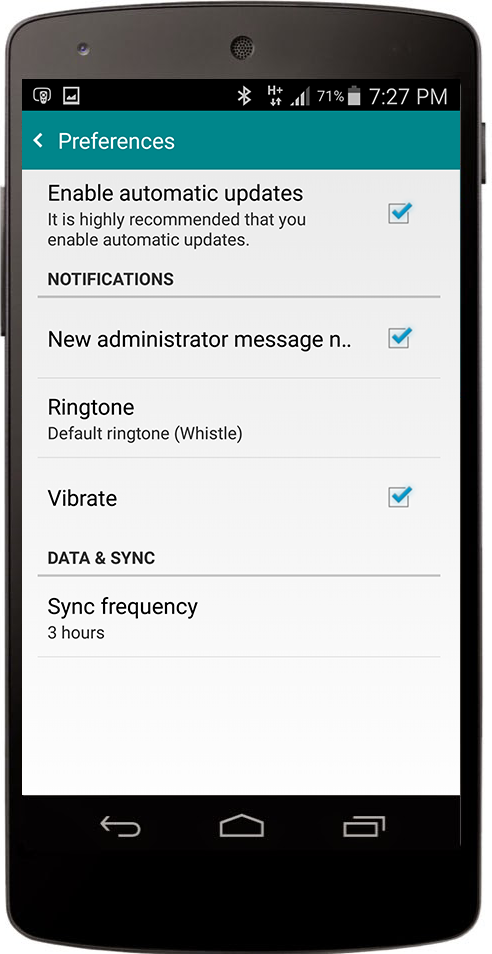 H+ 71% 7:27 PM
Preferences
Enable automatic updates
It is highly recommended that you
enable automatic updates.
NOTIFICATIONS
New administrator message n..
Ringtone
Default ringtone (Whistle)
Vibrate
DATA & SYNC
Sync frequency
3 hours